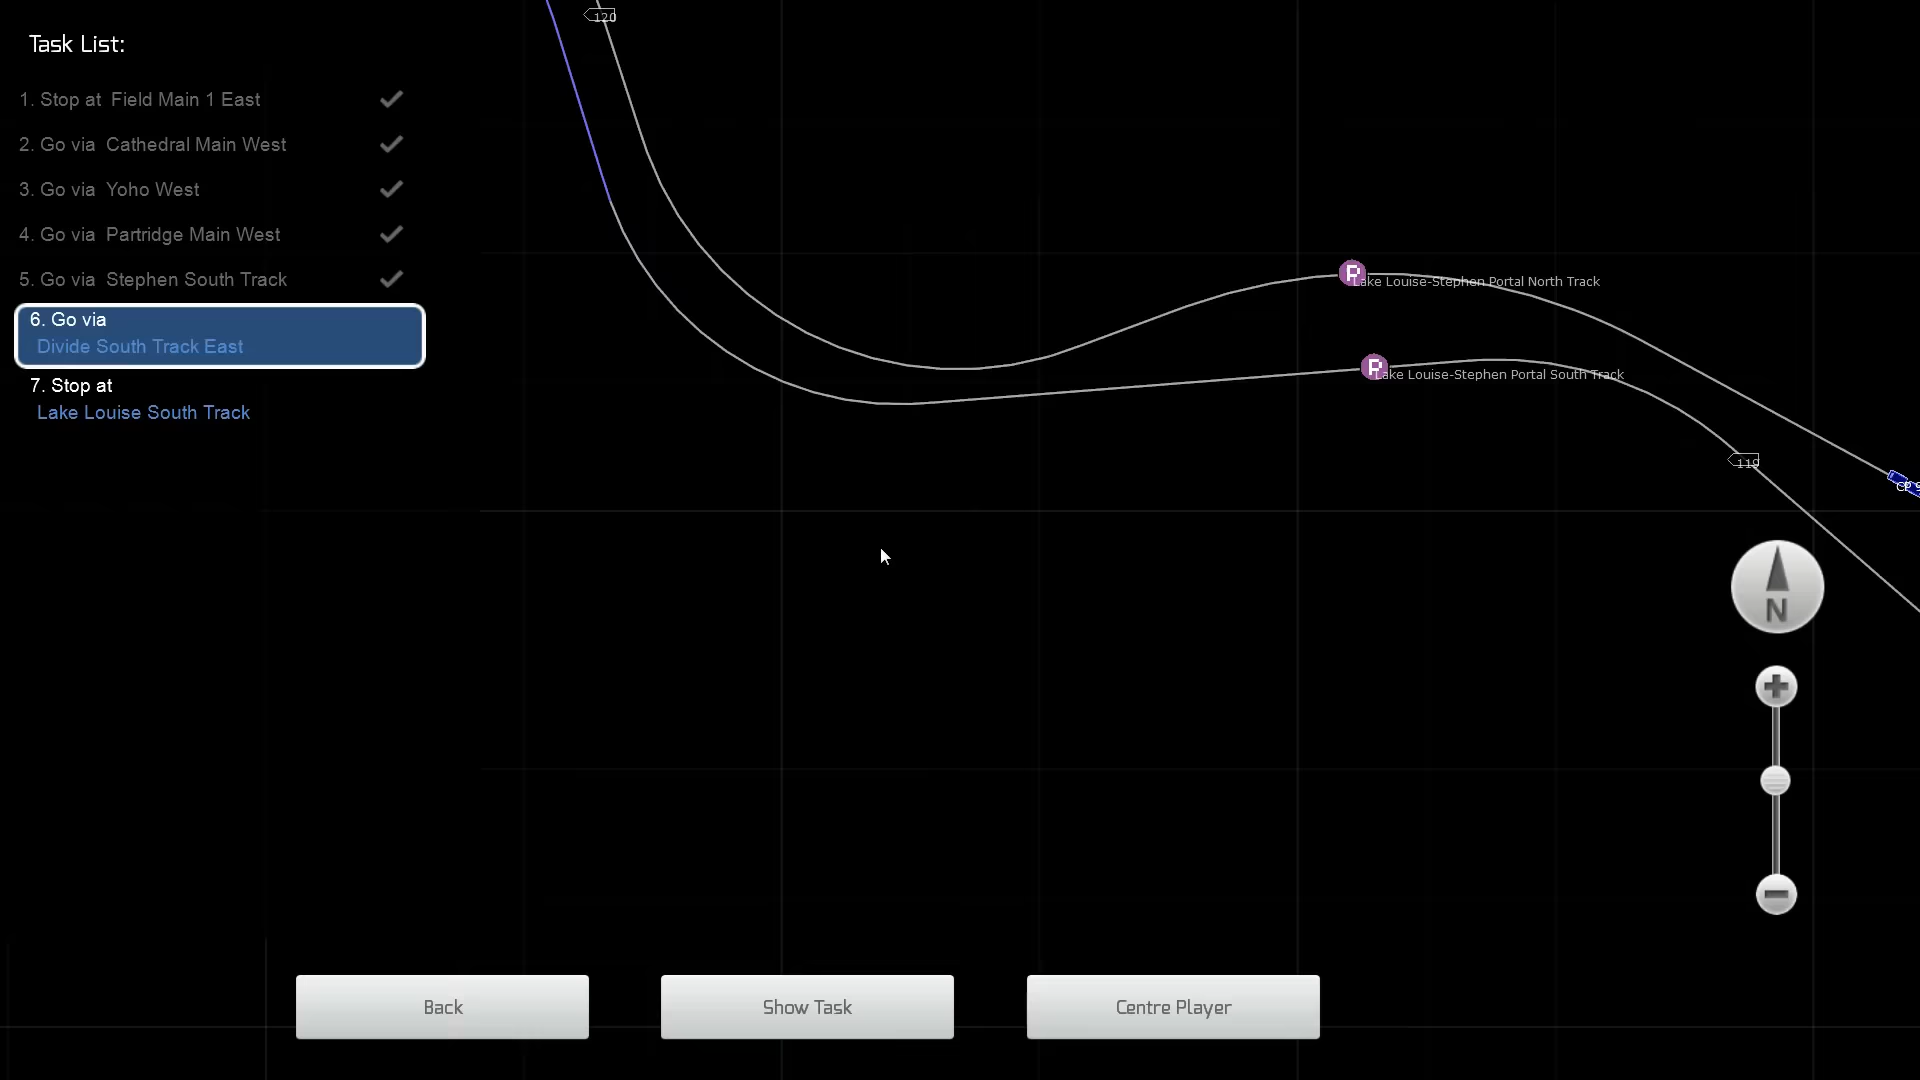 Task List:
1. Stop at  Field Main 1 East
2. Go via  Cathedral Main West
3. Go via  Yoho West
4. Go via  Partridge Main West
5. Go via  Stephen South Track
6. Go via
Divide South Track East
7. Stop at
Lake Louise South Track
120
P
Lake Louise-Stephen Portal North Track
P
Lake Louise-Stephen Portal South Track
119
CP 9
N
Back
Show Task
Centre Player